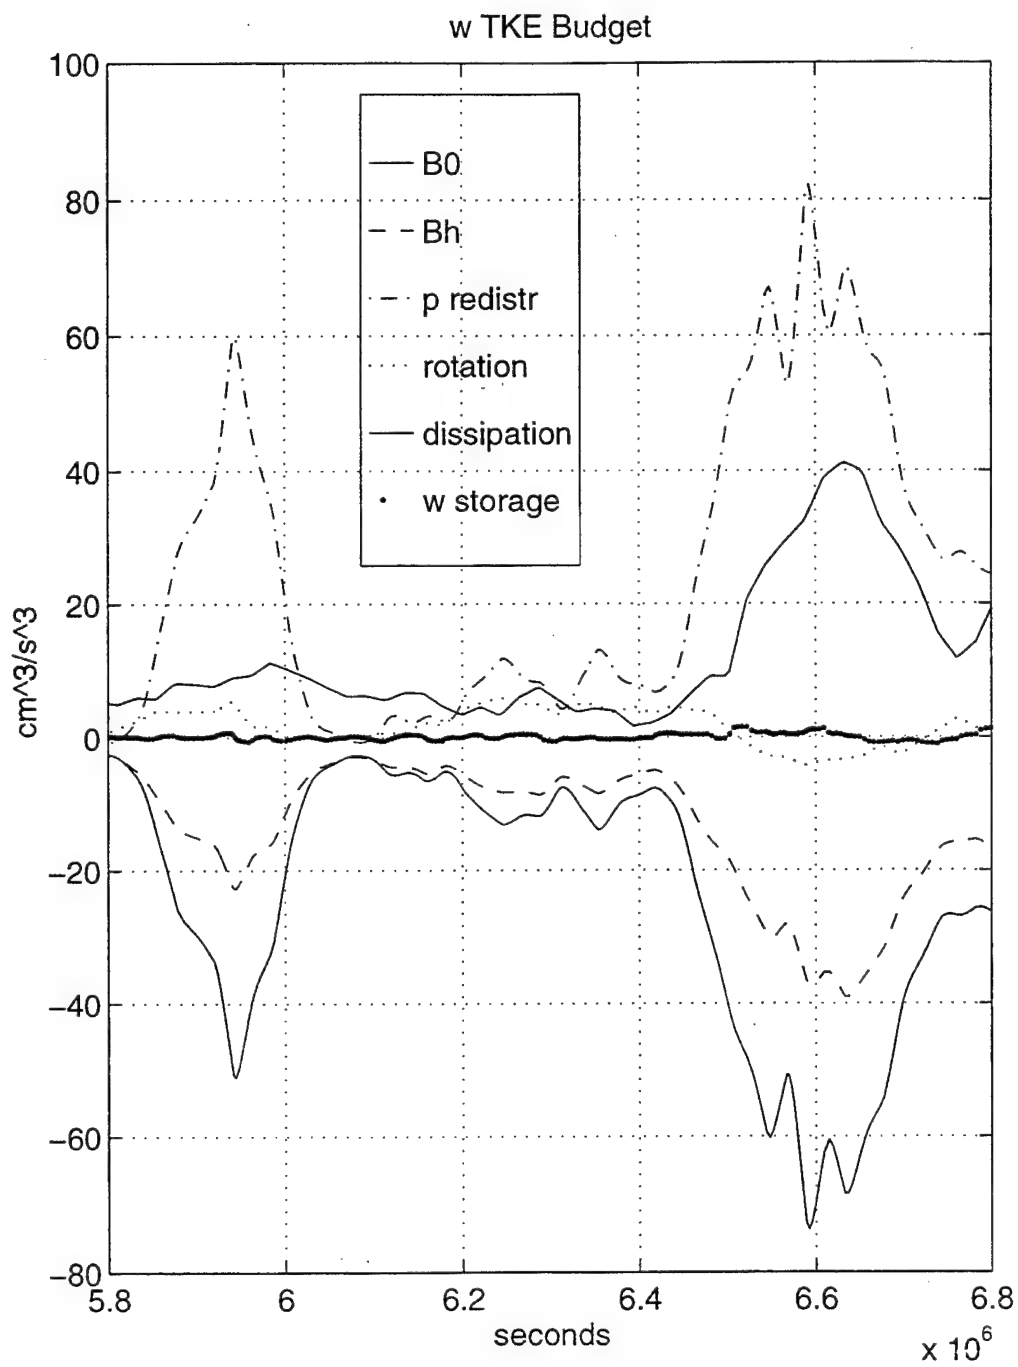 w TKE Budget
100
80
60
40
20
0
−20
−40
−60
−80
cm^3/s^3
B0
Bh
p redistr
rotation
dissipation
w storage
5.8
6
6.2
6.4
6.6
6.8
seconds
x 10^6